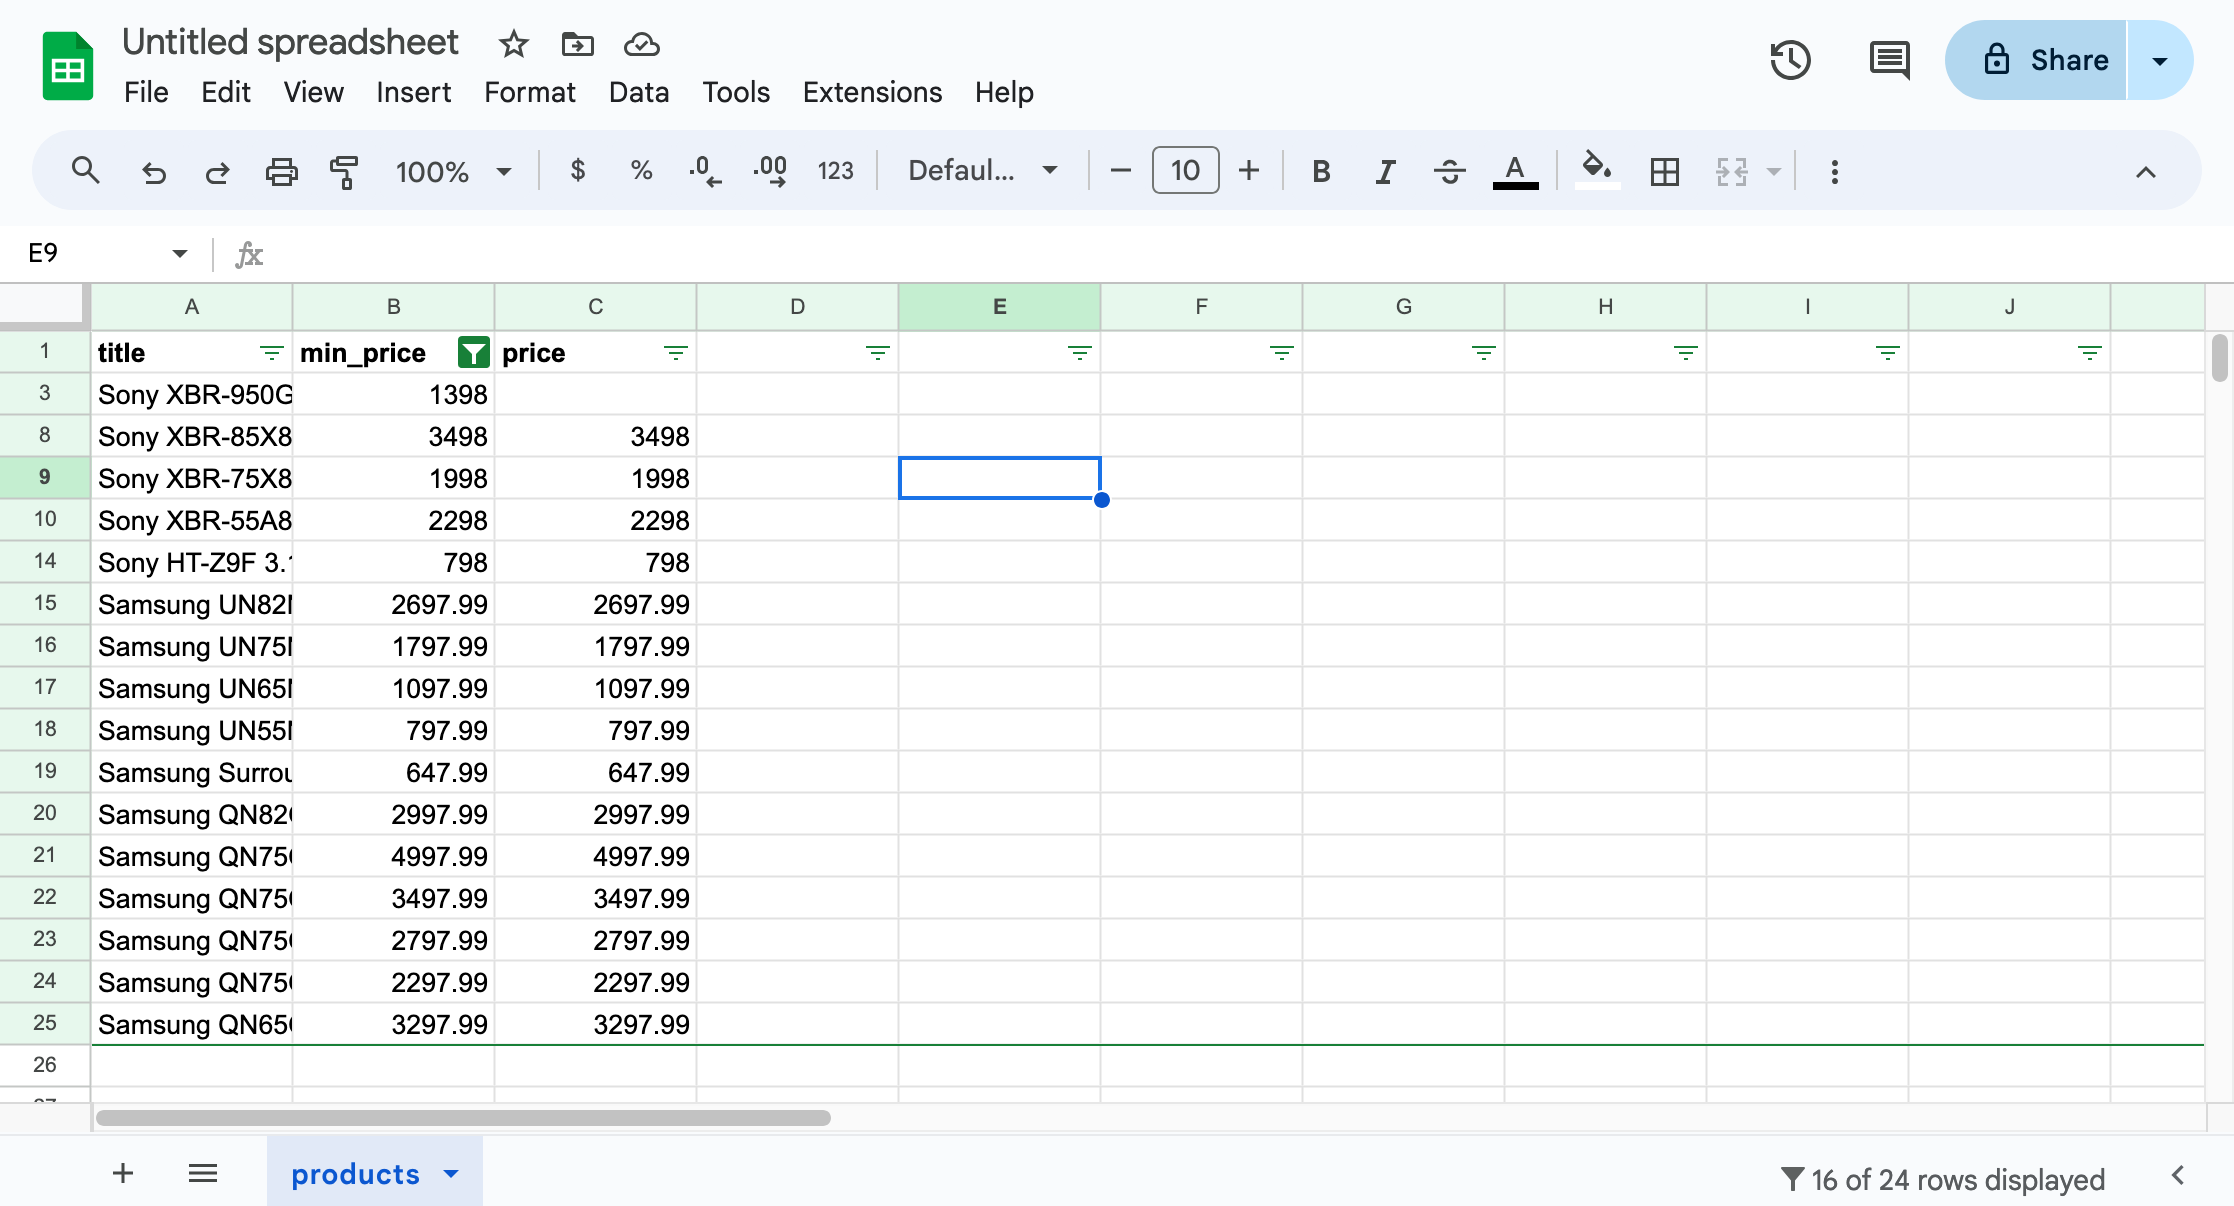 Untitled spreadsheet
File Edit View Insert Format Data Tools Extensions Help
Share
100% $ % .0 .00 123 Defaul... 10 B I A
E9 fx
A B C D E F G H I J
1 title min_price price
3 Sony XBR-950G 1398
8 Sony XBR-85X8 3498 3498
9 Sony XBR-75X8 1998 1998
10 Sony XBR-55A8 2298 2298
14 Sony HT-Z9F 3.1 798 798
15 Samsung UN82 2697.99 2697.99
16 Samsung UN75 1797.99 1797.99
17 Samsung UN65 1097.99 1097.99
18 Samsung UN55 797.99 797.99
19 Samsung Surrou 647.99 647.99
20 Samsung QN82 2997.99 2997.99
21 Samsung QN75 4997.99 4997.99
22 Samsung QN75 3497.99 3497.99
23 Samsung QN75 2797.99 2797.99
24 Samsung QN75 2297.99 2297.99
25 Samsung QN65 3297.99 3297.99
26
products
16 of 24 rows displayed